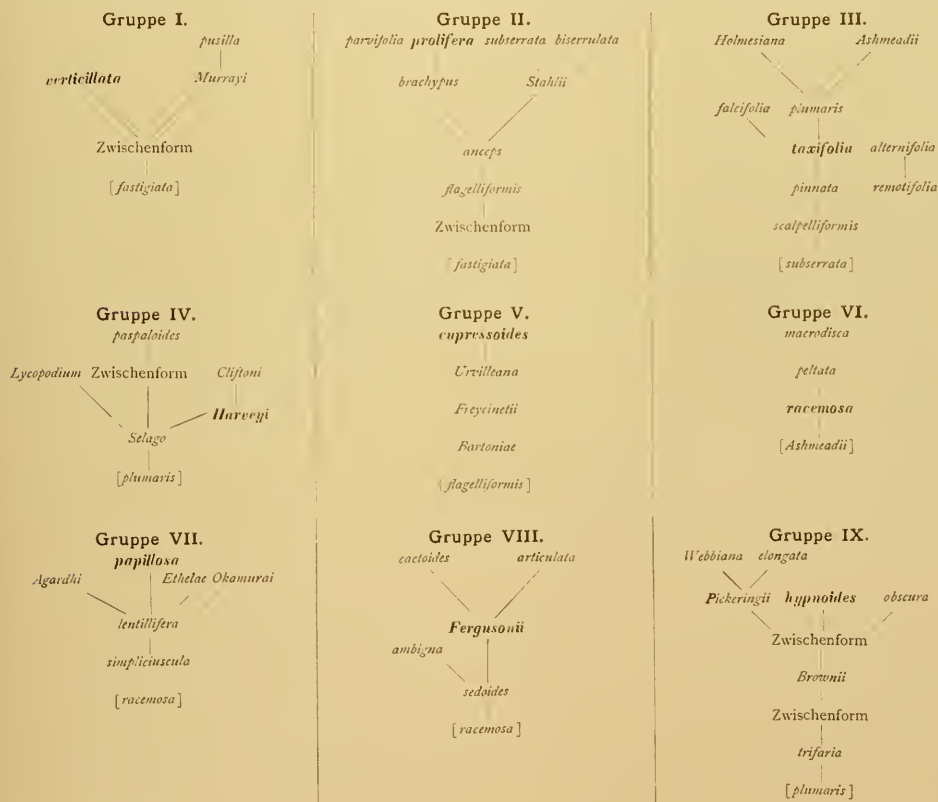 Gruppe I.
pusilla
verticillata Murrayi
Zwischenform
[fastigiata]
Gruppe II.
parvifolia prolifera subserrata biserrulata
brachypus Stahlii
anceps
flagelliformis
Zwischenform
[fastigiata]
Gruppe III.
Holmesiana Ashmeadii
falcifolia plumaris
taxifolia alternifolia
pinnata remotifolia
scalpelliformis
[subserrata]
Gruppe IV.
paspaloides
Lycopodium Zwischenform Cliftoni
Harveyi
Selago
[plumaris]
Gruppe V.
cupressoides
Urvilleana
Freycinetii
Bartoniae
[flagelliformis]
Gruppe VI.
macrodisca
peltata
racemosa
[Ashmeadii]
Gruppe VII.
papillosa
Agardhi Ethelae Okamurai
lentillifera
simpliciuscula
[racemosa]
Gruppe VIII.
cactoides articulata
Fergusonii
ambigna
sedoides
[racemosa]
Gruppe IX.
Webbiana elongata
Pickeringii hypnoides obscura
Zwischenform
Brownii
Zwischenform
trifaria
[plumaris]